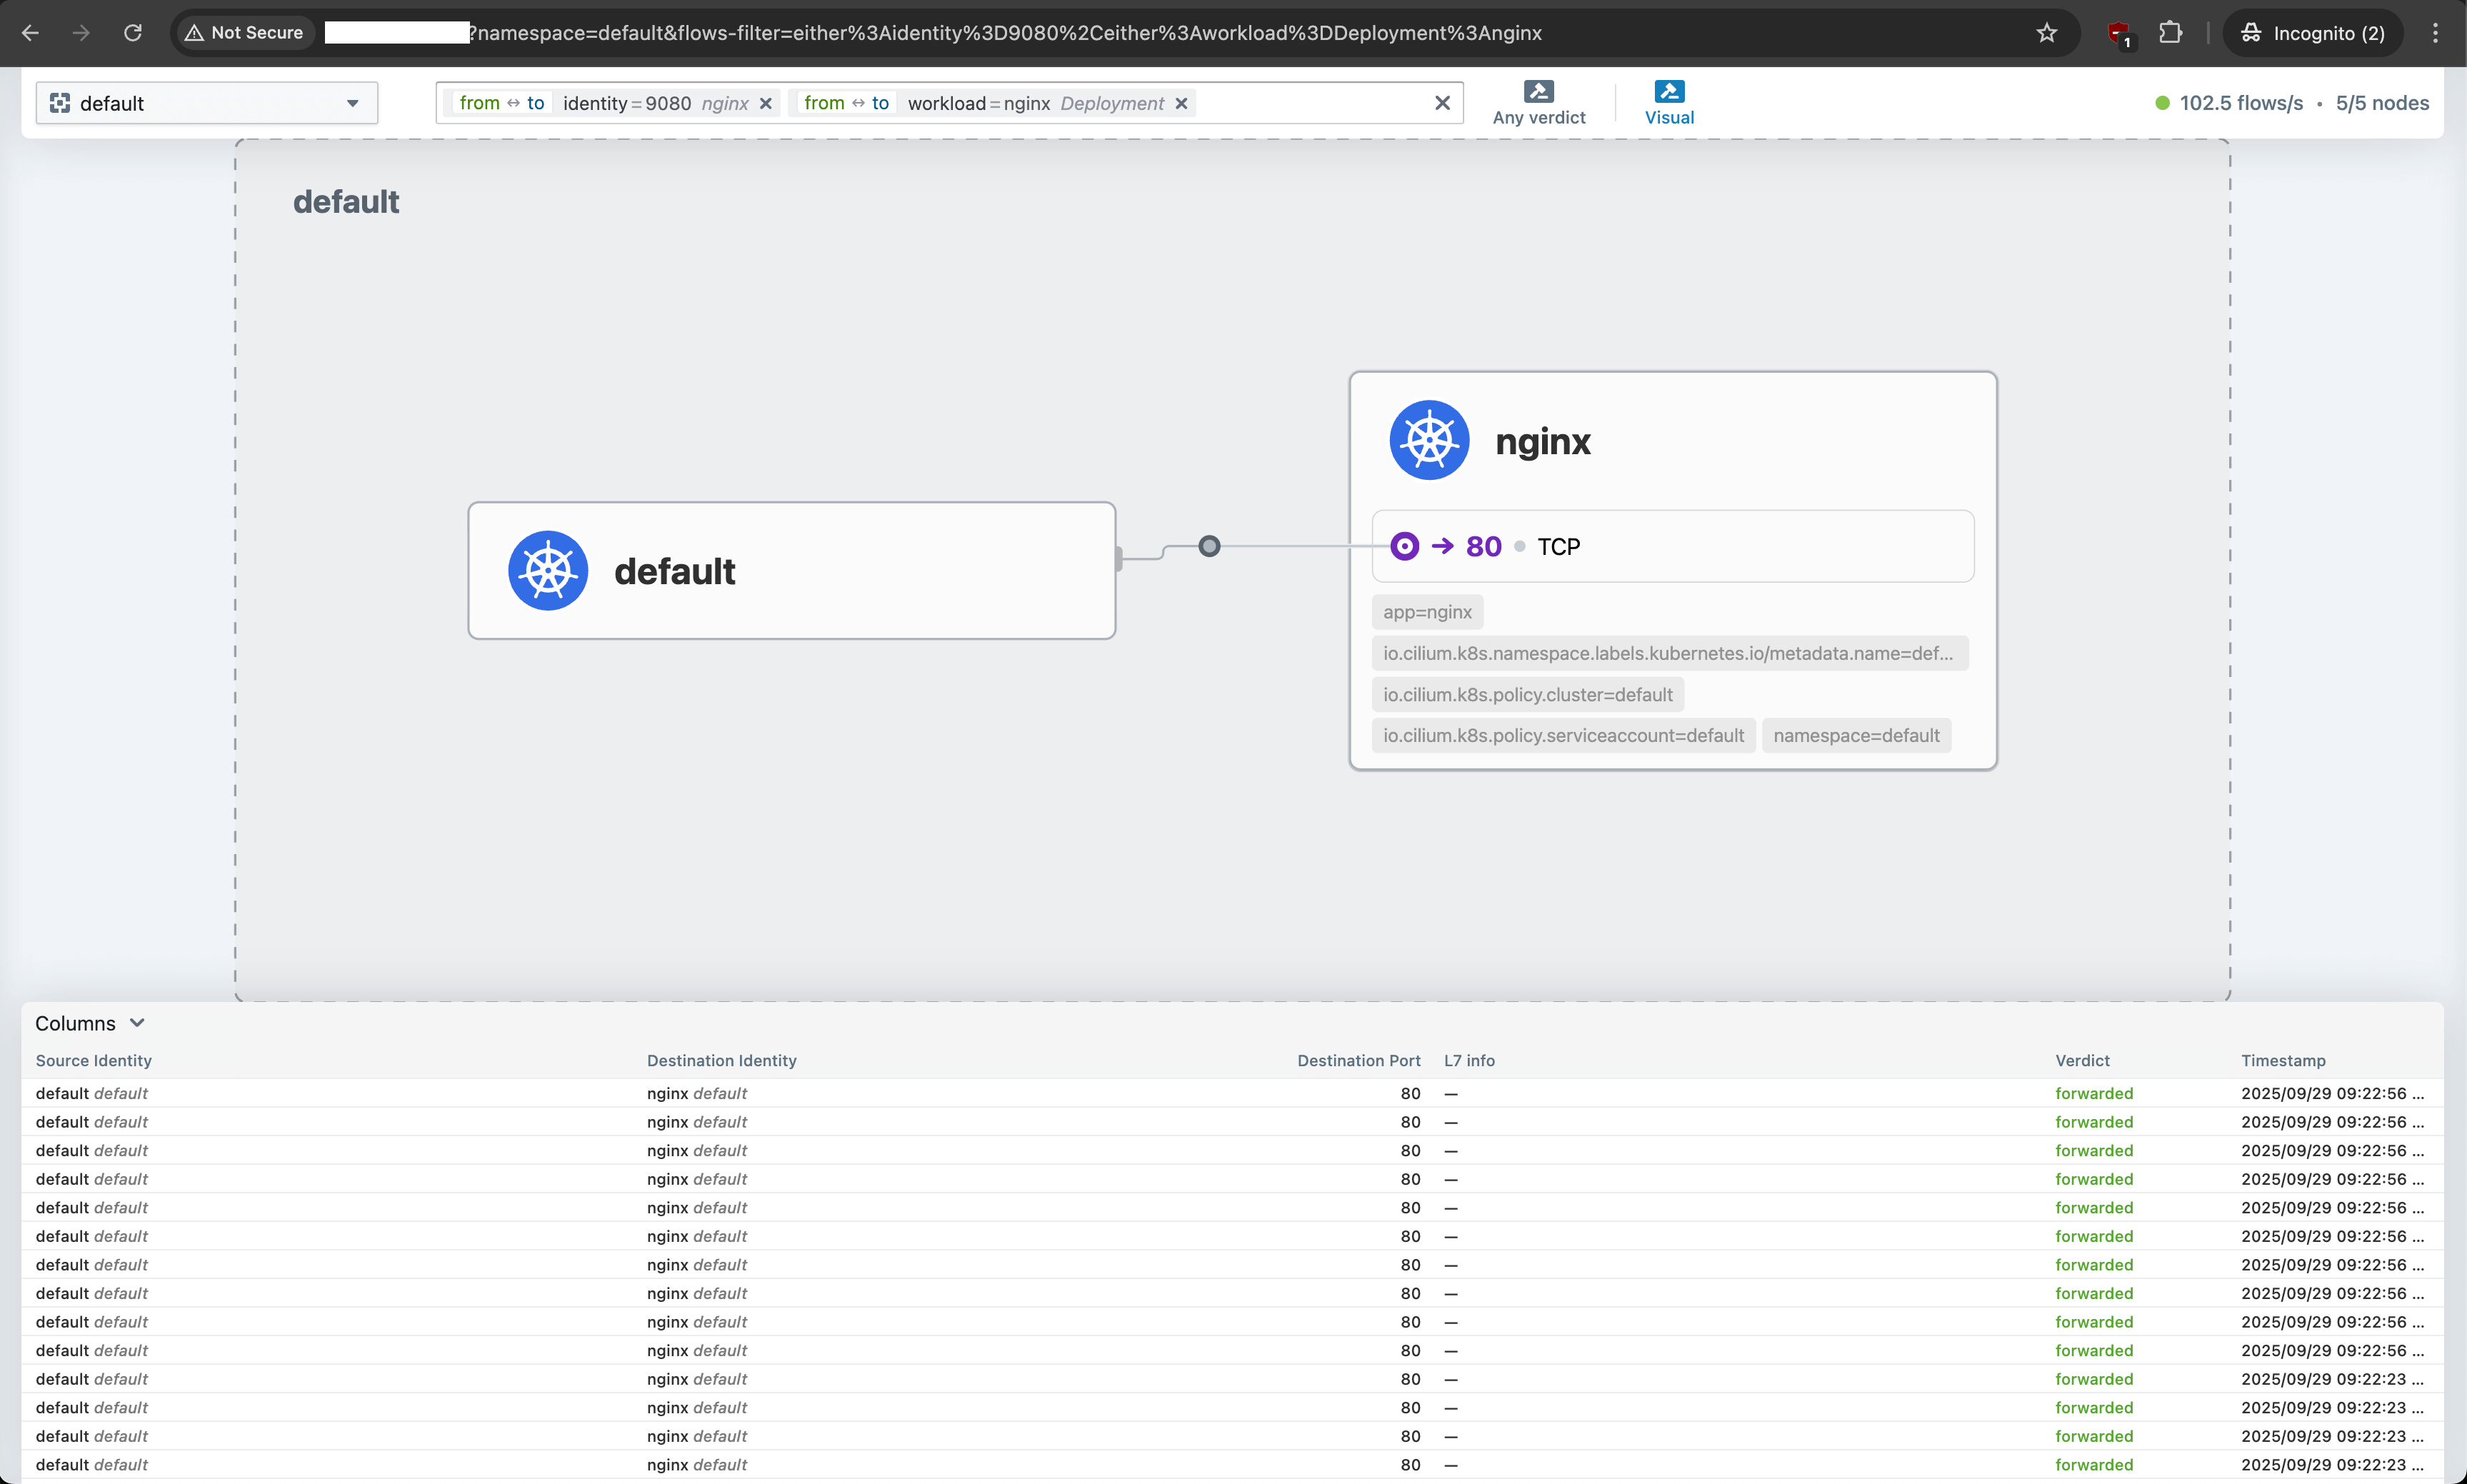 Not Secure ?namespace=default&flows-filter=either%3Aidentity%3D9080%2Ceither%3Aworkload%3DDeployment%3Anginx 1 Incognito (2)
default from ↔ to identity=9080 nginx × from ↔ to workload=nginx Deployment × × Any verdict Visual 102.5 flows/s • 5/5 nodes
default
default
nginx
→ 80 • TCP
app=nginx
io.cilium.k8s.namespace.labels.kubernetes.io/metadata.name=def...
io.cilium.k8s.policy.cluster=default
io.cilium.k8s.policy.serviceaccount=default namespace=default
Columns
Source Identity Destination Identity Destination Port L7 info Verdict Timestamp
default default nginx default 80 — forwarded 2025/09/29 09:22:56 ...
default default nginx default 80 — forwarded 2025/09/29 09:22:56 ...
default default nginx default 80 — forwarded 2025/09/29 09:22:56 ...
default default nginx default 80 — forwarded 2025/09/29 09:22:56 ...
default default nginx default 80 — forwarded 2025/09/29 09:22:56 ...
default default nginx default 80 — forwarded 2025/09/29 09:22:56 ...
default default nginx default 80 — forwarded 2025/09/29 09:22:56 ...
default default nginx default 80 — forwarded 2025/09/29 09:22:56 ...
default default nginx default 80 — forwarded 2025/09/29 09:22:56 ...
default default nginx default 80 — forwarded 2025/09/29 09:22:56 ...
default default nginx default 80 — forwarded 2025/09/29 09:22:23 ...
default default nginx default 80 — forwarded 2025/09/29 09:22:23 ...
default default nginx default 80 — forwarded 2025/09/29 09:22:23 ...
default default nginx default 80 — forwarded 2025/09/29 09:22:23 ...